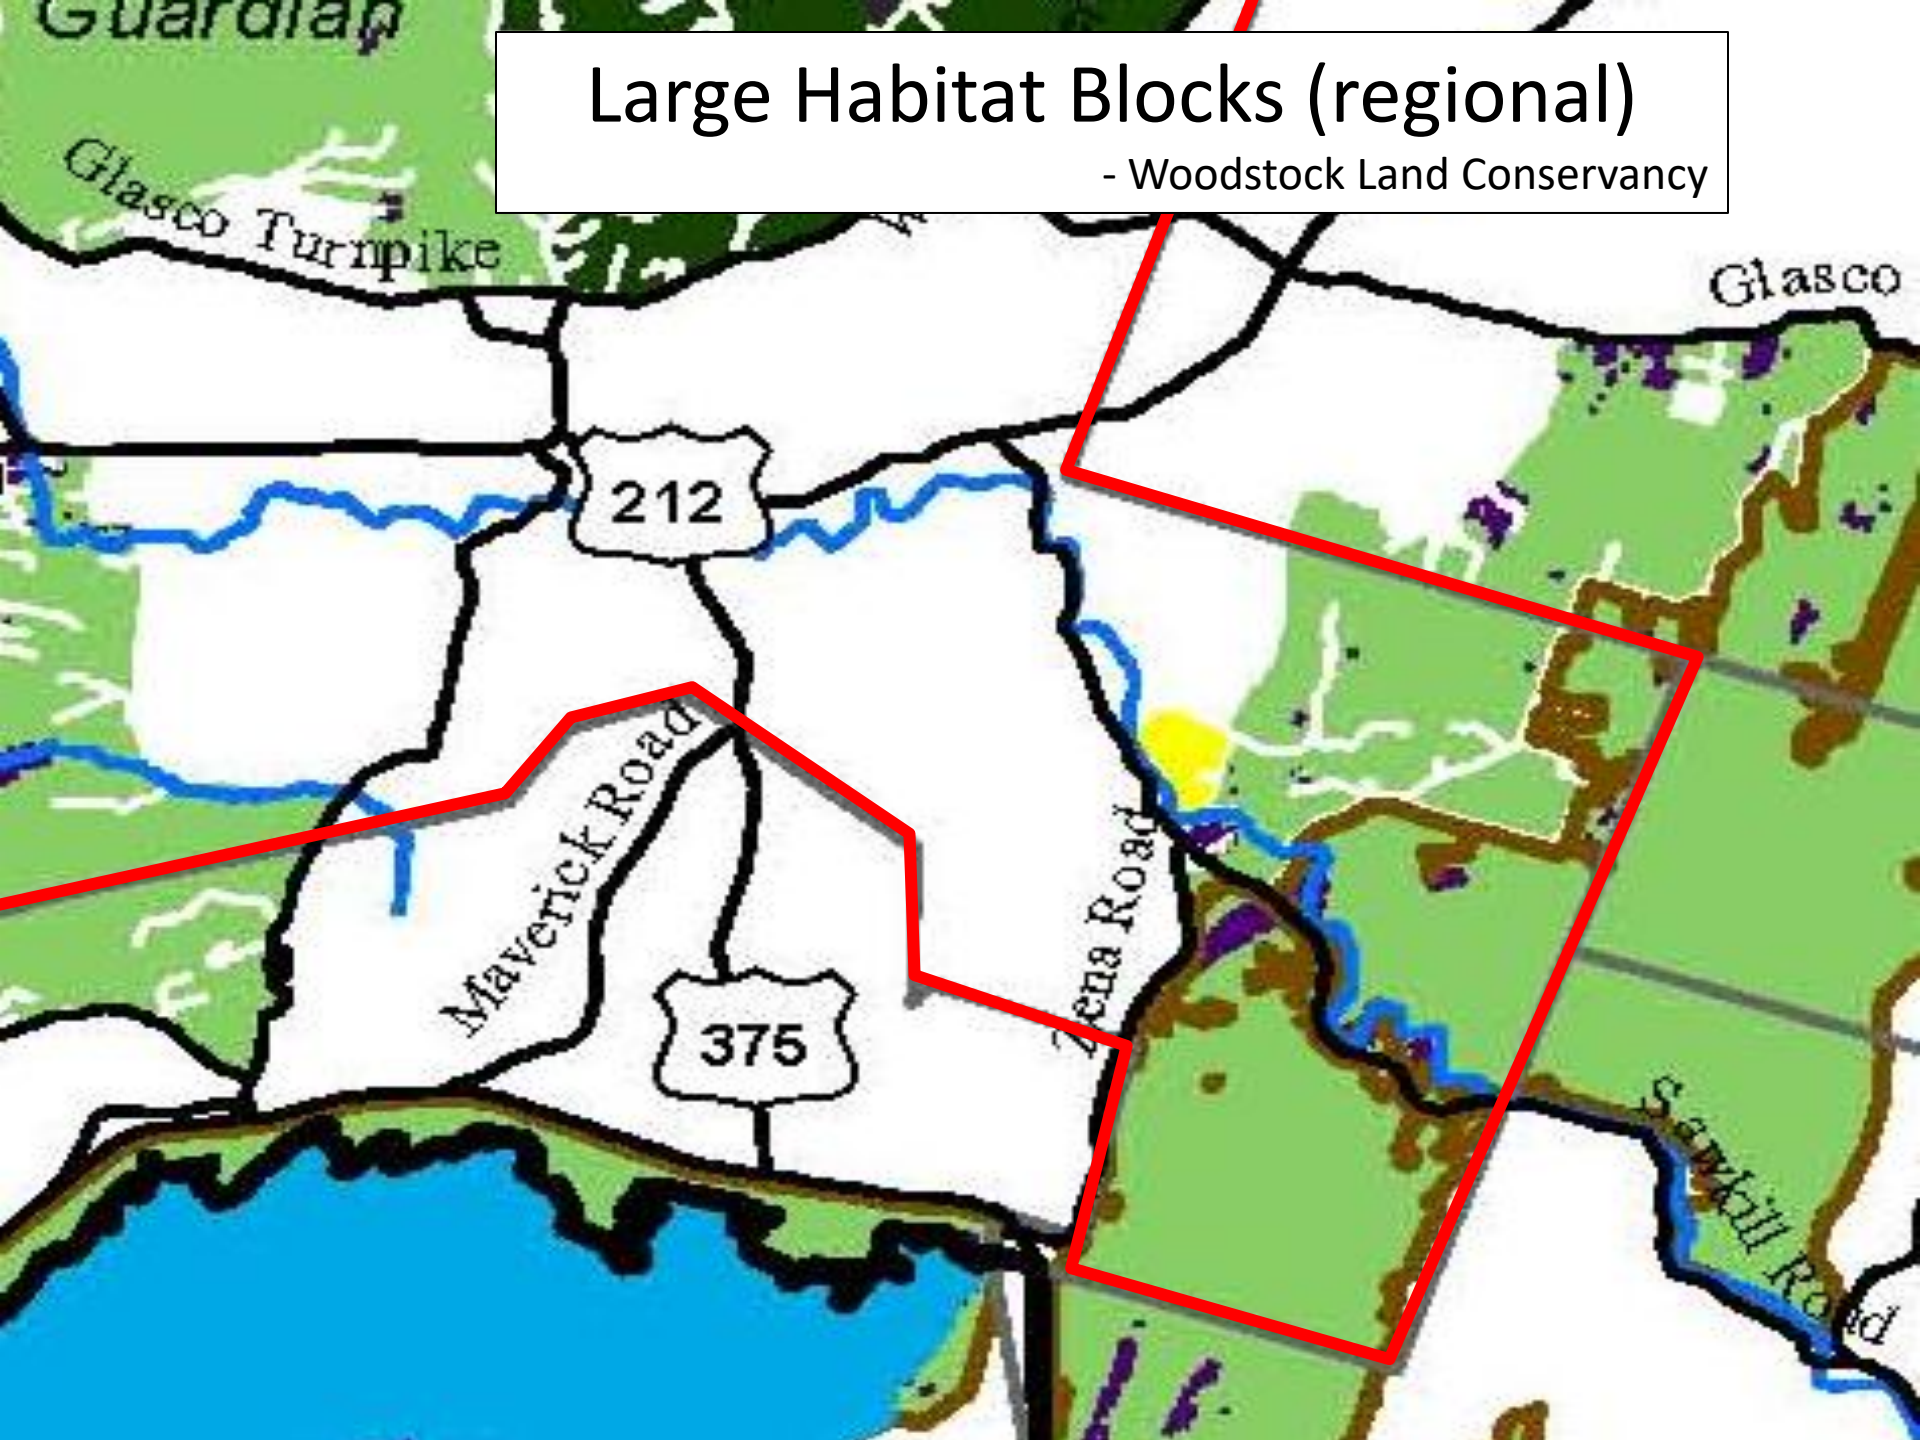 Guardian
Large Habitat Blocks (regional)
- Woodstock Land Conservancy
Glasco Turnpike
Glasco
212
Maverick Road
Zena Road
375
Sawkill Road